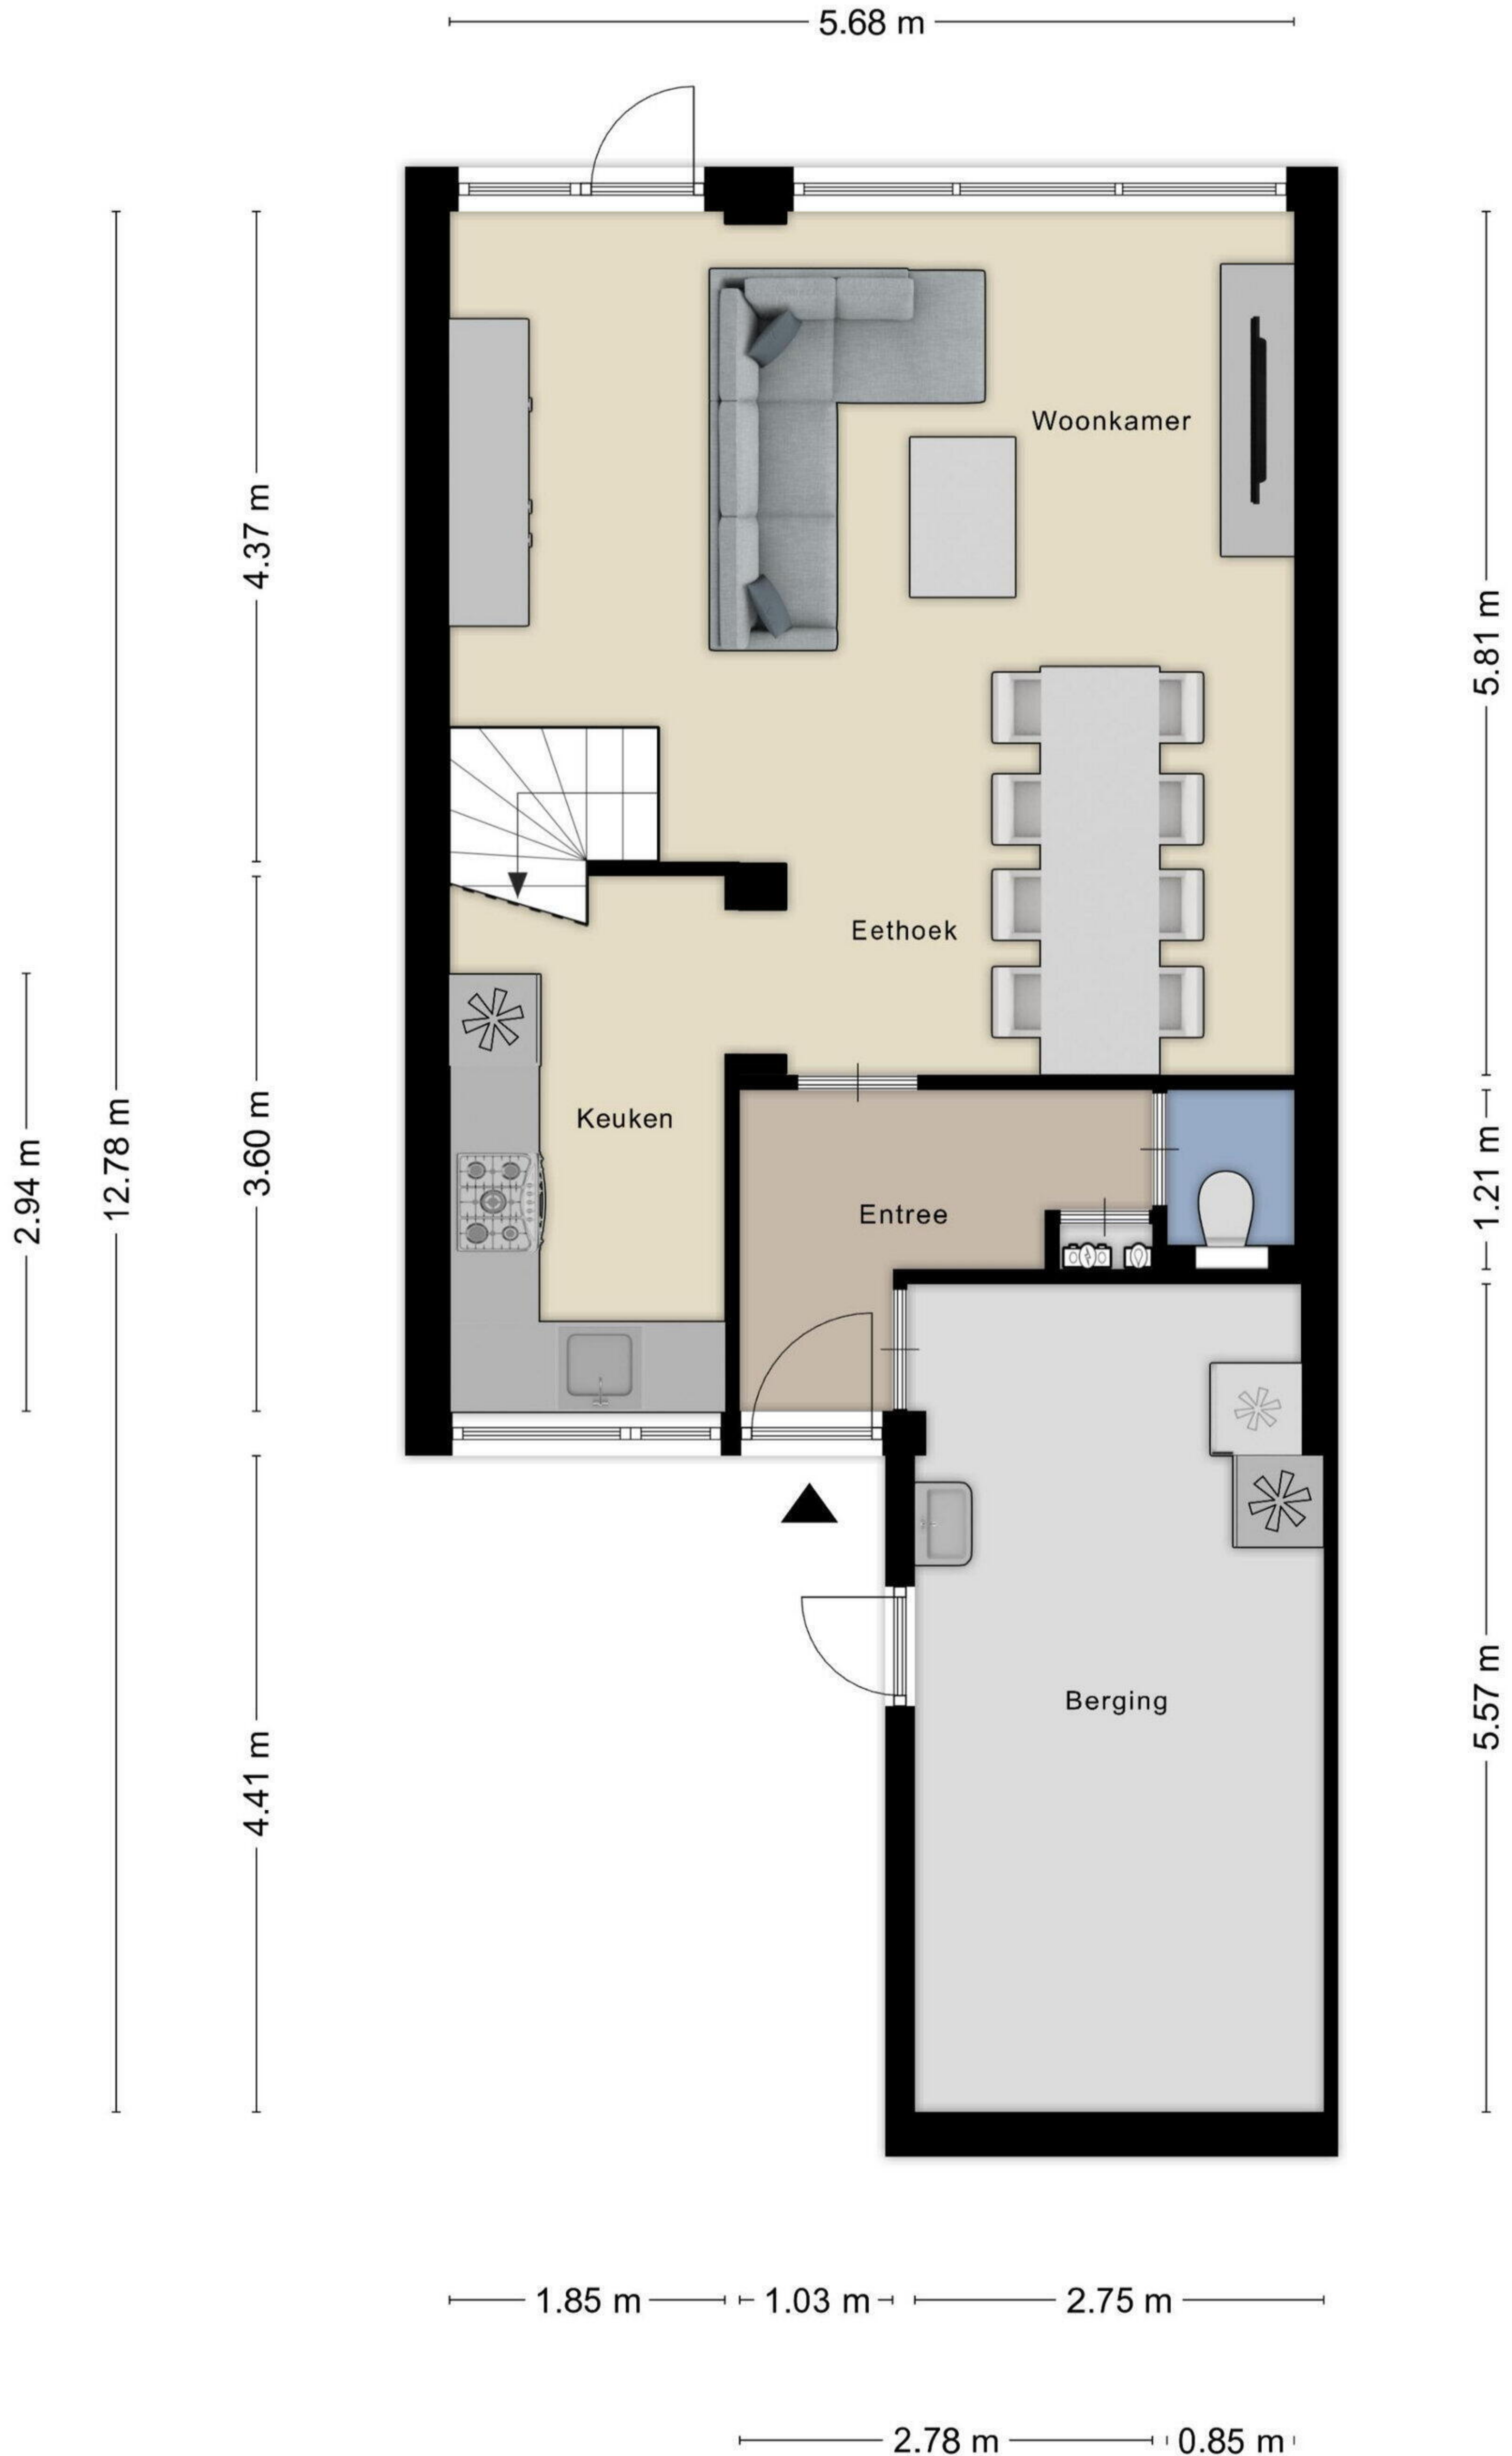 5.68 m
Woonkamer
4.37 m
5.81 m
Eethoek
Keuken
2.94 m
12.78 m
3.60 m
1.21 m
Entree
Berging
5.57 m
4.41 m
1.85 m
1.03 m
2.75 m
2.78 m
0.85 m